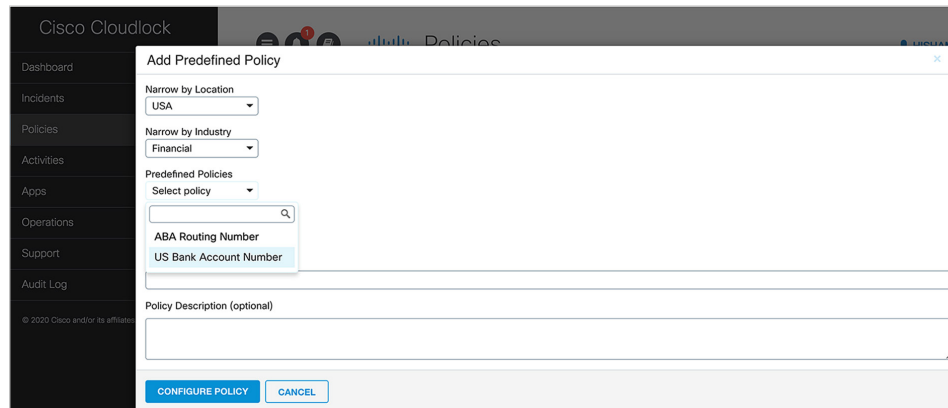 Cisco Cloudlock
1
Policies
Dashboard
Incidents
Policies
Activities
Apps
Operations
Support
Audit Log
© 2020 Cisco and/or its affiliates
Add Predefined Policy
×
Narrow by Location
USA
Narrow by Industry
Financial
Predefined Policies
Select policy
ABA Routing Number
US Bank Account Number
Policy Description (optional)
CONFIGURE POLICY
CANCEL